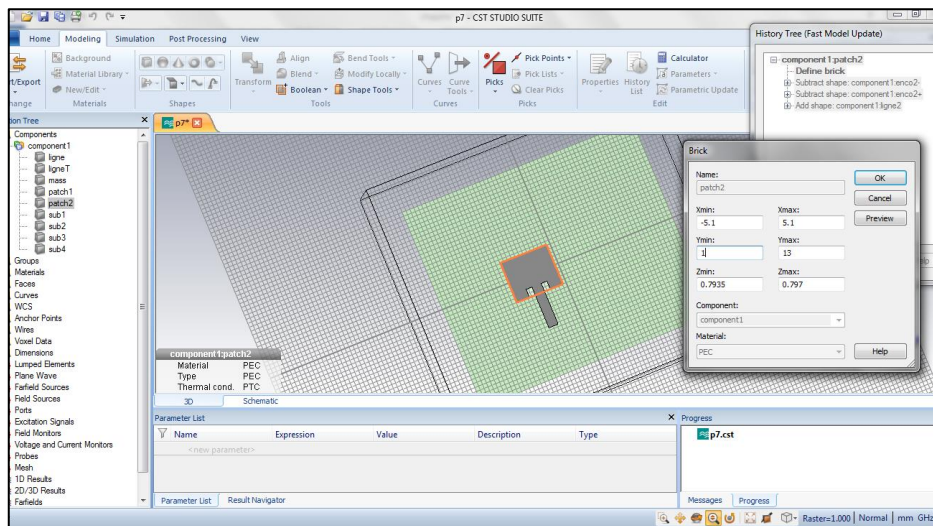 p7 - CST STUDIO SUITE
Home Modeling Simulation Post Processing View
rt/Export
Background
Material Library
New/Edit
Materials
Shapes
Transform
Align
Blend
Boolean
Bend Tools
Modify Locally
Shape Tools
Tools
Curves
Curve Tools
Curves
Picks
Pick Points
Pick Lists
Clear Picks
Picks
Properties
History List
Calculator
Parameters
Parametric Update
Edit
History Tree (Fast Model Update)
component1:patch2
Define brick
Subtract shape: component1:enco2-
Subtract shape: component1:enco2+
Add shape: component1:ligne2
tion Tree
p7*
Components
component1
ligne
ligneT
mass
patch1
patch2
sub1
sub2
sub3
sub4
Groups
Materials
Faces
Curves
WCS
Anchor Points
Wires
Voxel Data
Dimensions
Lumped Elements
Plane Wave
Farfield Sources
Field Sources
Ports
Excitation Signals
Field Monitors
Voltage and Current Monitors
Probes
Mesh
1D Results
2D/3D Results
Farfields
component1:patch2
Material PEC
Type PEC
Thermal cond. PTC
3D Schematic
Brick
Name:
patch2
Xmin: Xmax:
-5.1 5.1
Ymin: Ymax:
1 13
Zmin: Zmax:
0.7935 0.797
Component:
component1
Material:
PEC
OK
Cancel
Preview
Help
Parameter List
Name Expression Value Description Type
<new parameter>
Parameter List Result Navigator
Progress
p7.cst
Messages Progress
Raster=1.000 Normal mm GHz